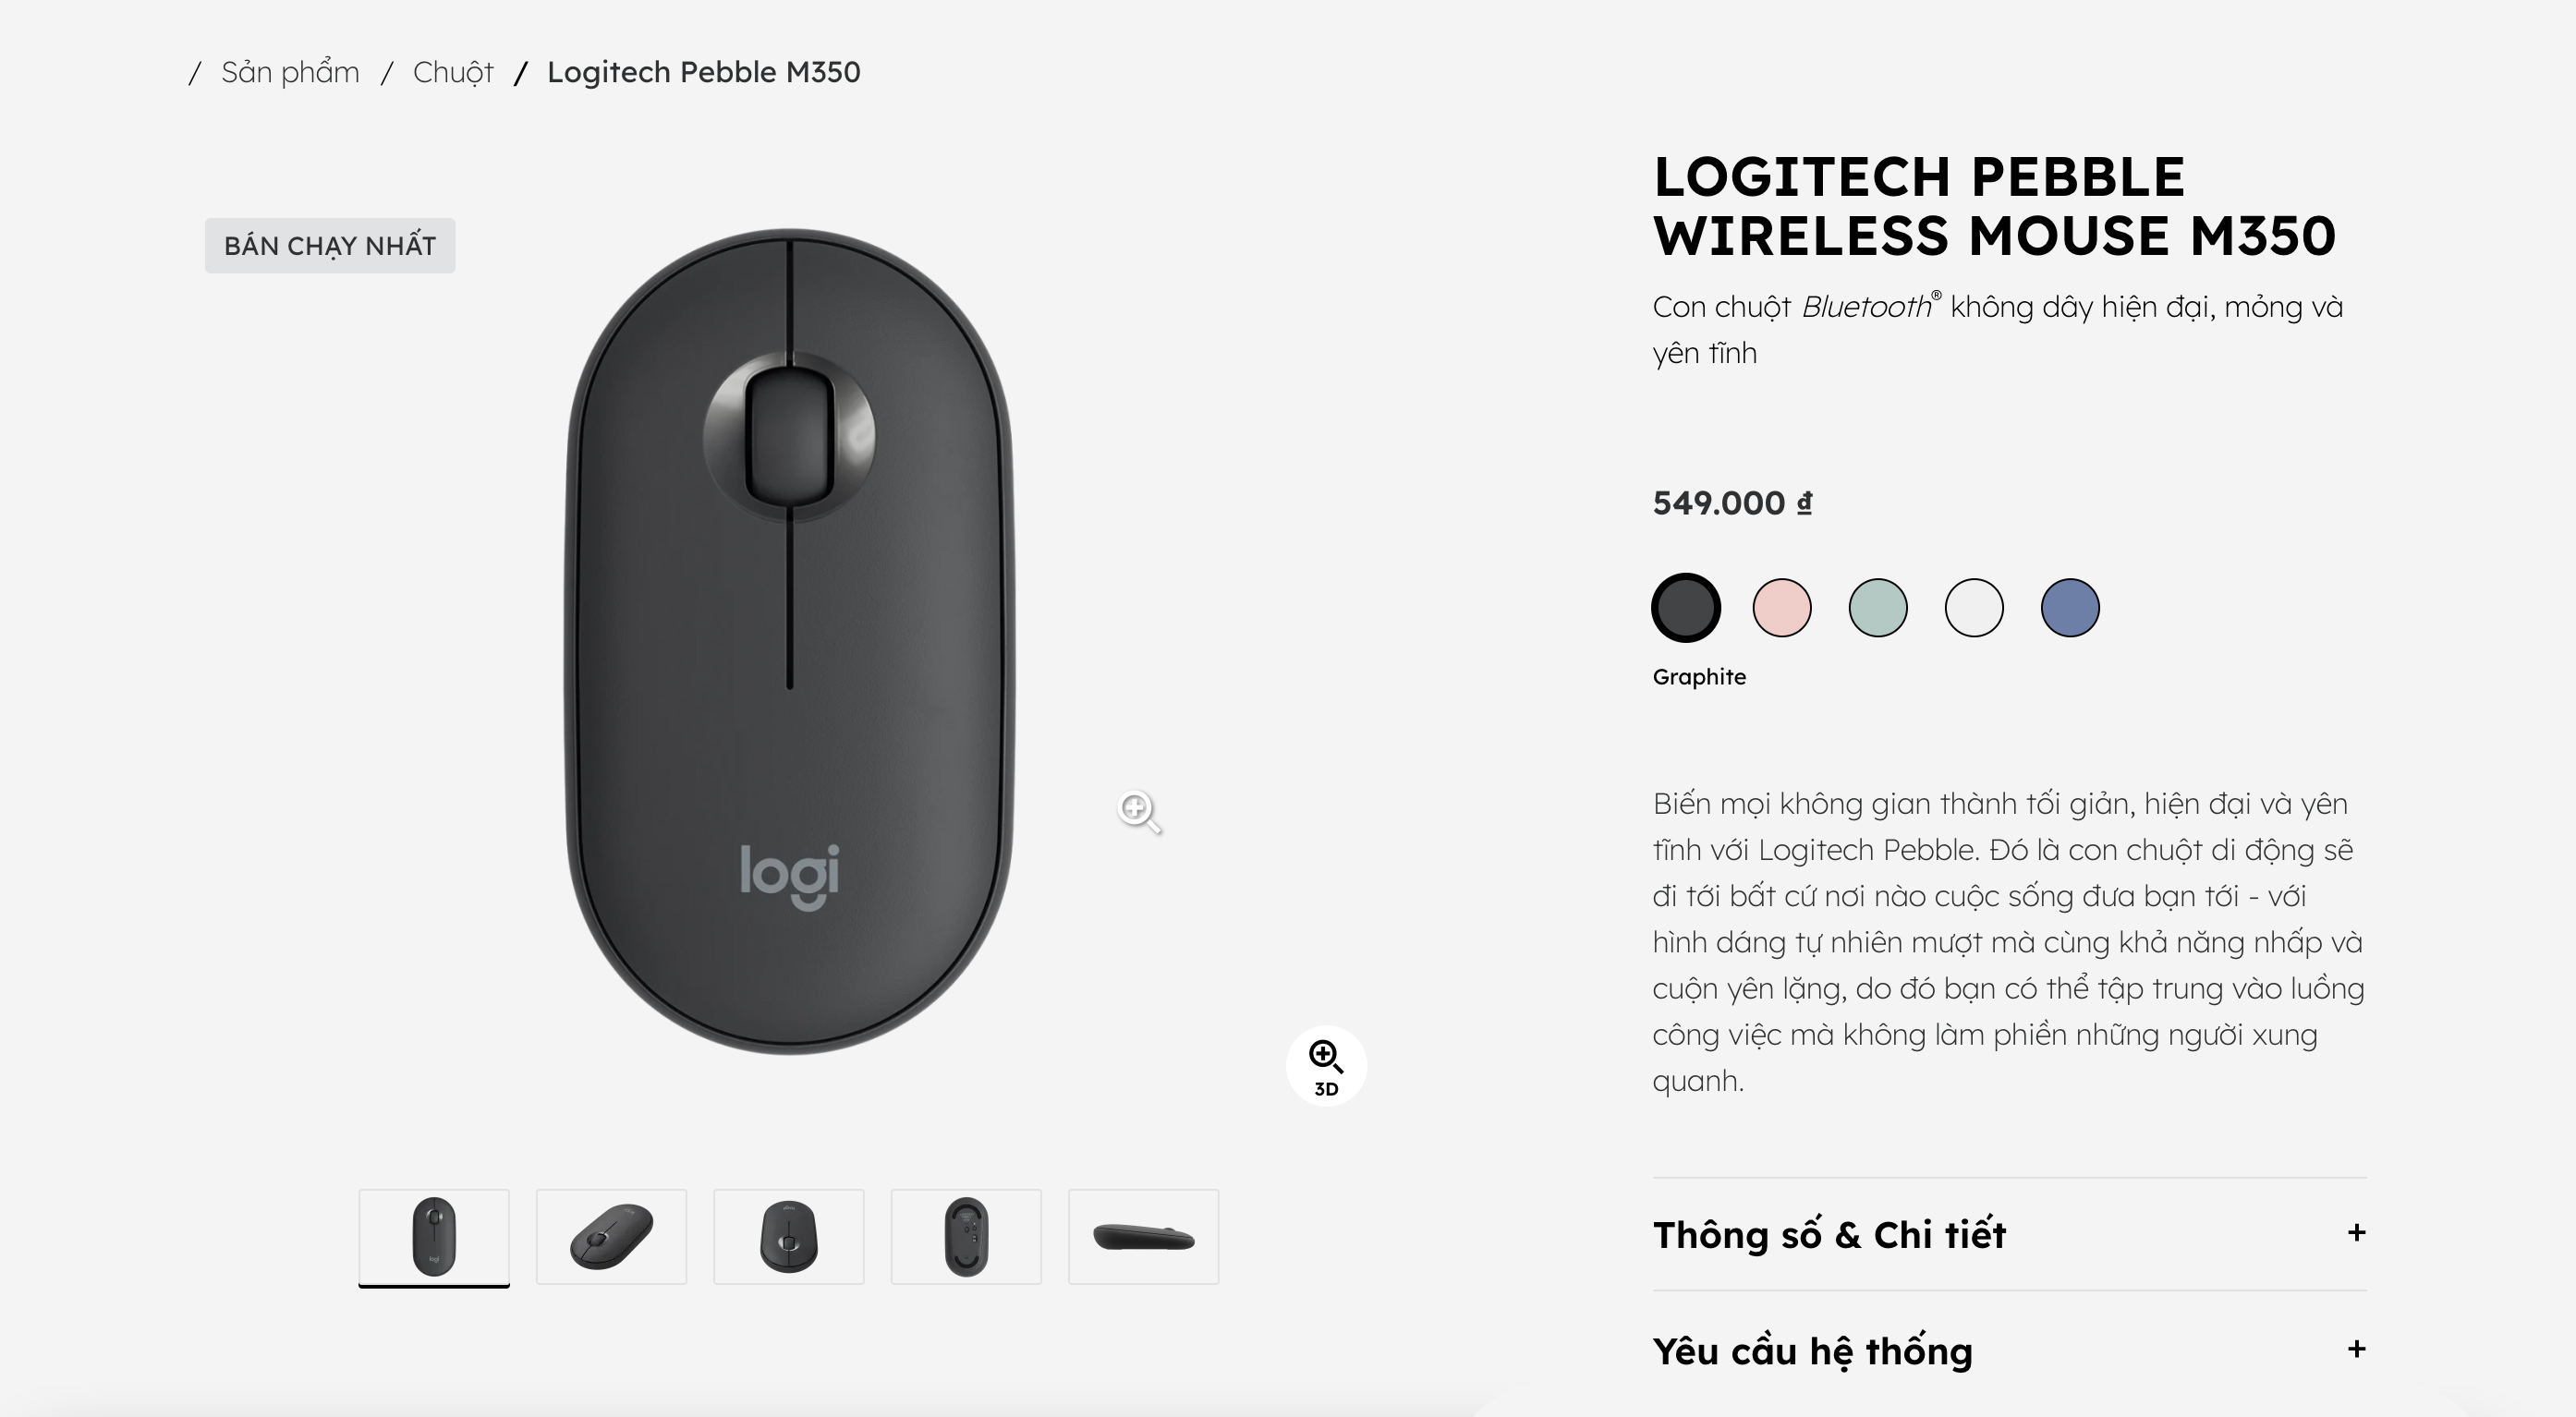 / Sản phẩm / Chuột / Logitech Pebble M350
BÁN CHẠY NHẤT
logi
3D
LOGITECH PEBBLE
WIRELESS MOUSE M350
Con chuột Bluetooth® không dây hiện đại, mỏng và
yên tĩnh
549.000 ₫
Graphite
Biến mọi không gian thành tối giản, hiện đại và yên
tĩnh với Logitech Pebble. Đó là con chuột di động sẽ
đi tới bất cứ nơi nào cuộc sống đưa bạn tới - với
hình dáng tự nhiên mượt mà cùng khả năng nhấp và
cuộn yên lặng, do đó bạn có thể tập trung vào luồng
công việc mà không làm phiền những người xung
quanh.
Thông số & Chi tiết +
Yêu cầu hệ thống +